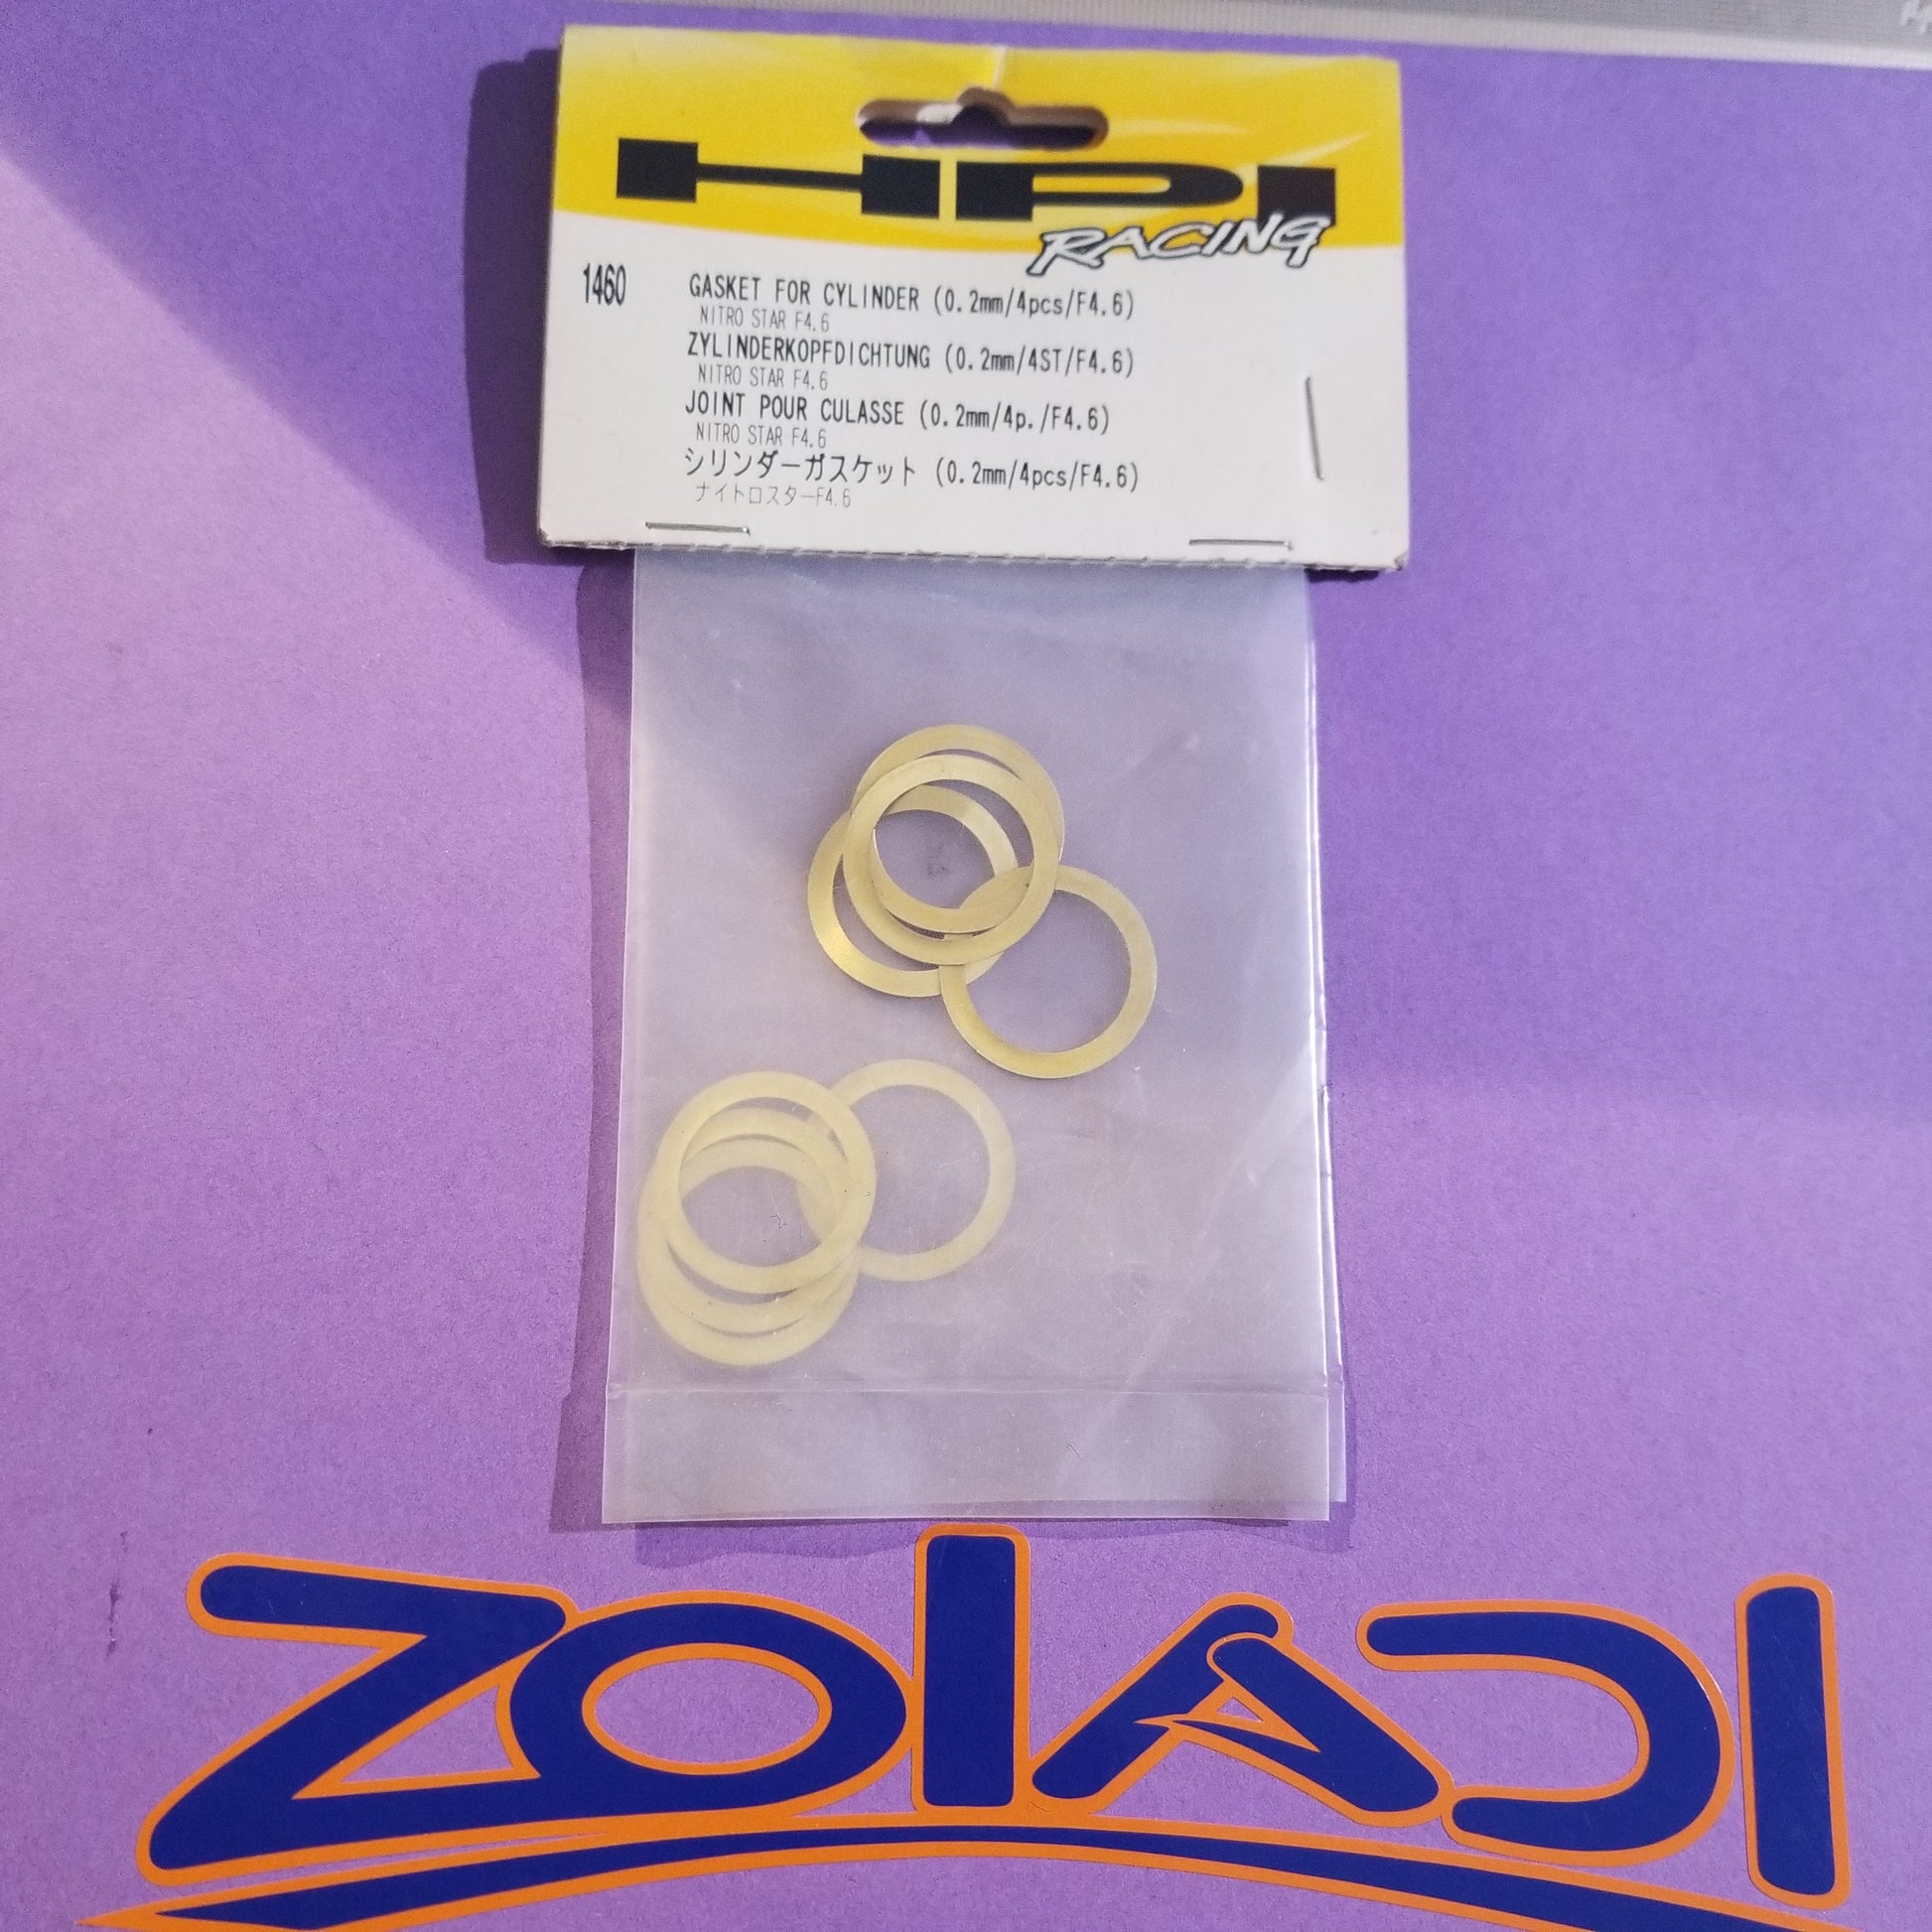 HPI
RACING
1460 GASKET FOR CYLINDER (0.2mm/4pcs/F4.6)
NITRO STAR F4.6
ZYLINDERKOPFDICHTUNG (0.2mm/4ST/F4.6)
NITRO STAR F4.6
JOINT POUR CULASSE (0.2mm/4p./F4.6)
NITRO STAR F4.6
シリンダーガスケット (0.2mm/4pcs/F4.6)
ナイトロスターF4.6
ZOIADI